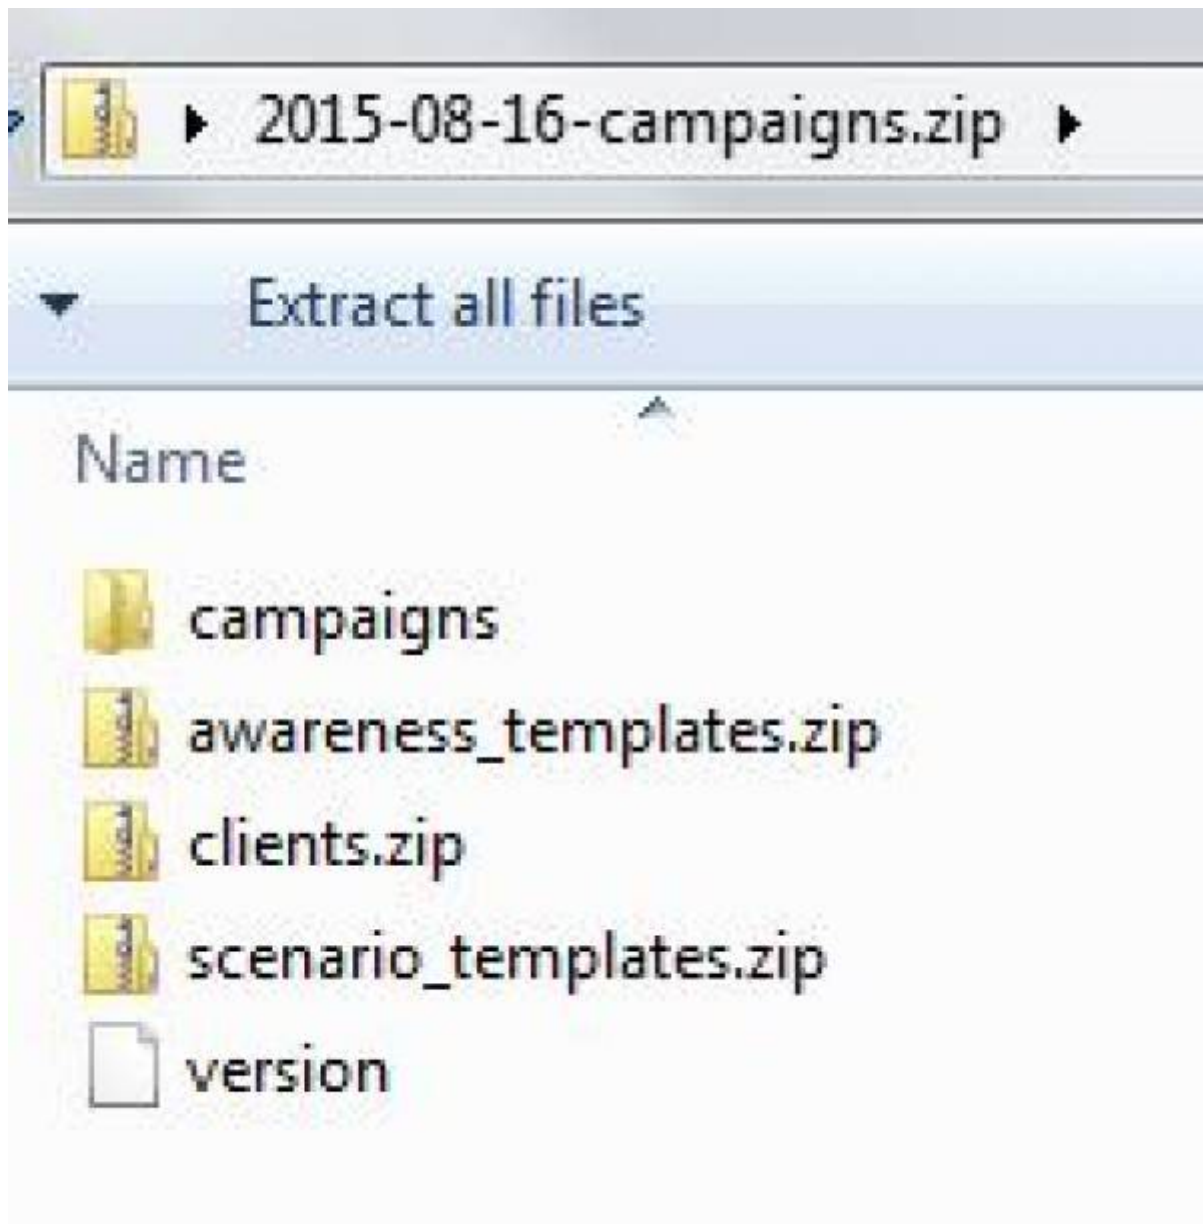 2015-08-16-campaigns.zip
Extract all files
Name
campaigns
awareness_templates.zip
clients.zip
scenario_templates.zip
version